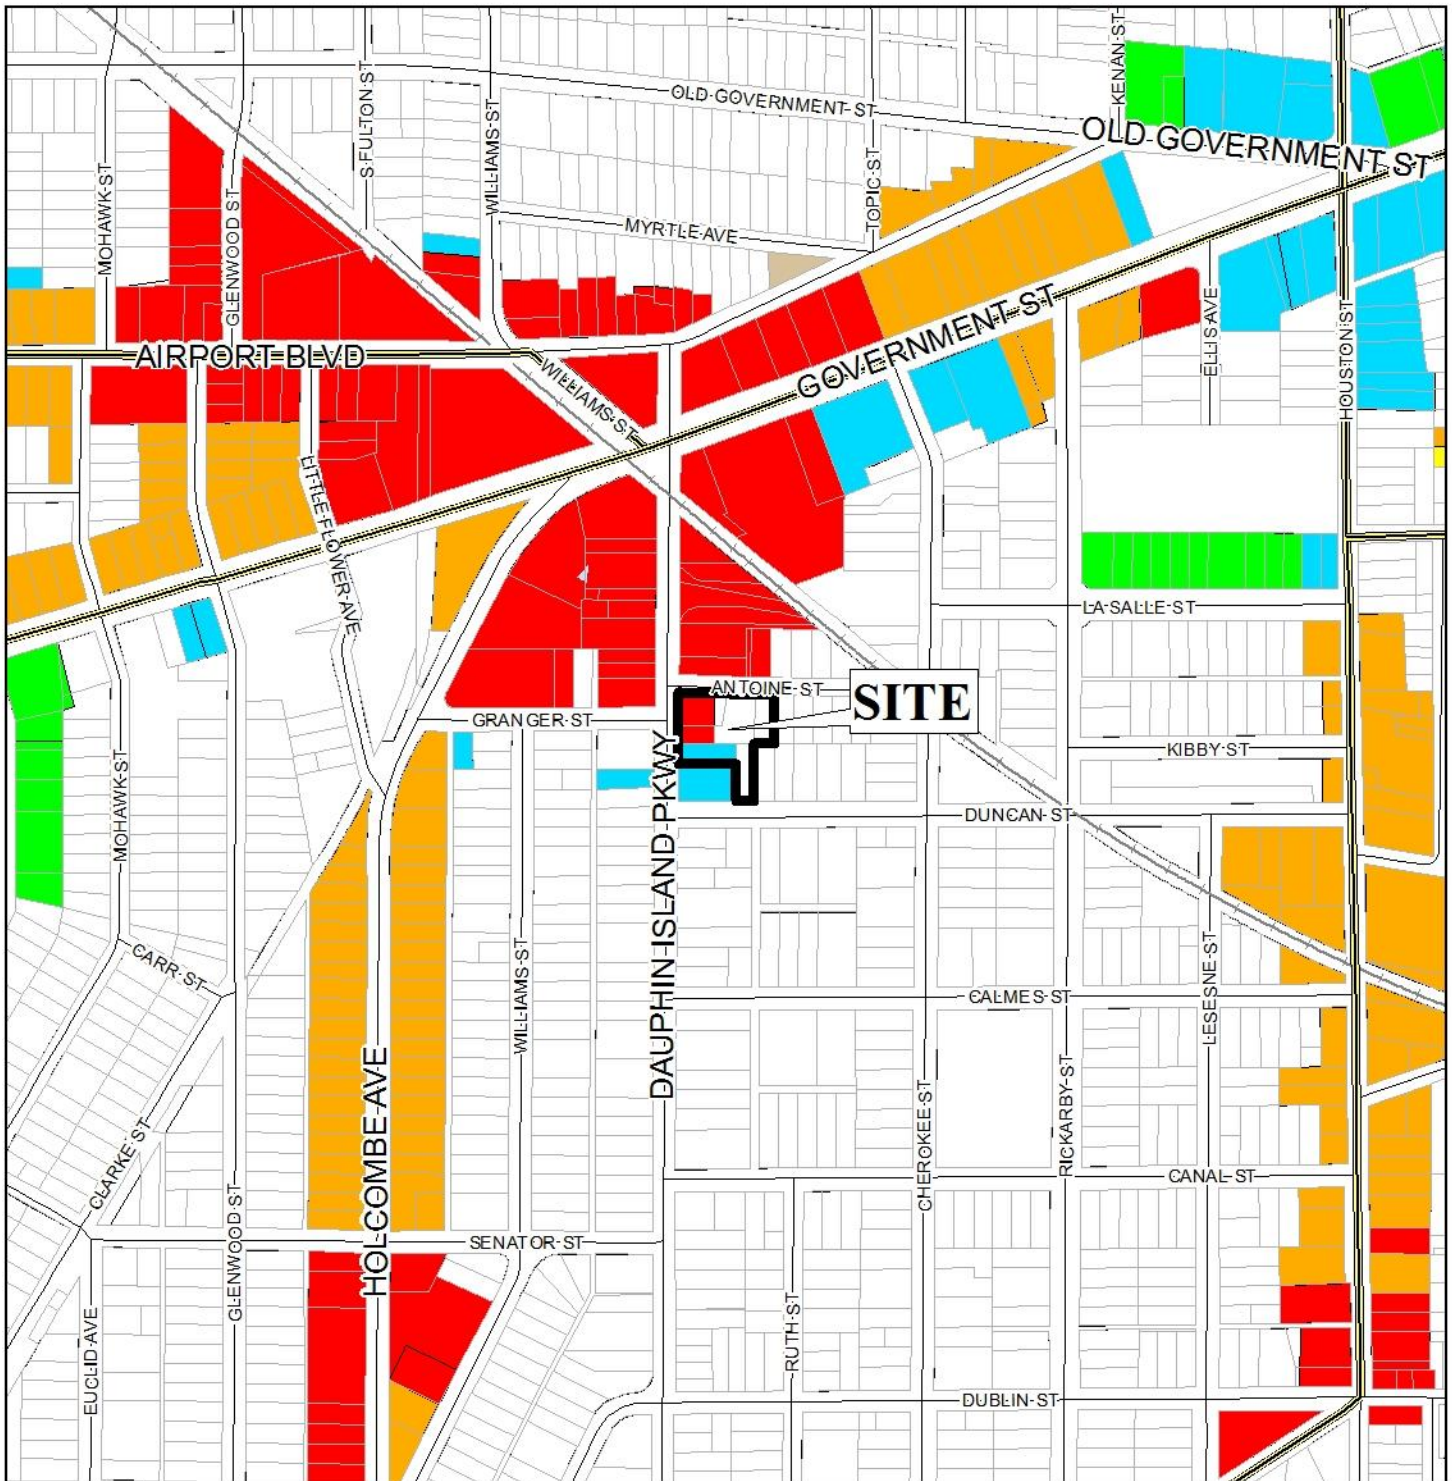 KENAN-ST
OLD-GOVERNMENT-ST
S-FULTON-ST
WILLIAMS-ST
OLD-GOVERNMENT-ST
MOHAWK-ST
GLENWOOD-ST
TOPIC-ST
MYRTLE-AVE
GOVERNMENT-ST
ELLIS-AVE
HOUSTON-ST
AIRPORT-BLVD
WILLIAMS-ST
LITTLE-FLOWER-AVE
LA-SALLE-ST
ANTOINE-ST
SITE
GRANGER-ST
KIBBY-ST
MOHAWK-ST
DAUPHIN-ISLAND-PKWY
DUNCAN-ST
CARR-ST
WILLIAMS-ST
LESESNE-ST
CALMES-ST
HOLCOMBE-AVE
CHEROKEE-ST
RICKARBY-ST
CLARKE-ST
CANAL-ST
GLENWOOD-ST
SENATOR-ST
EUCLID-AVE
RUTH-ST
DUBLIN-ST